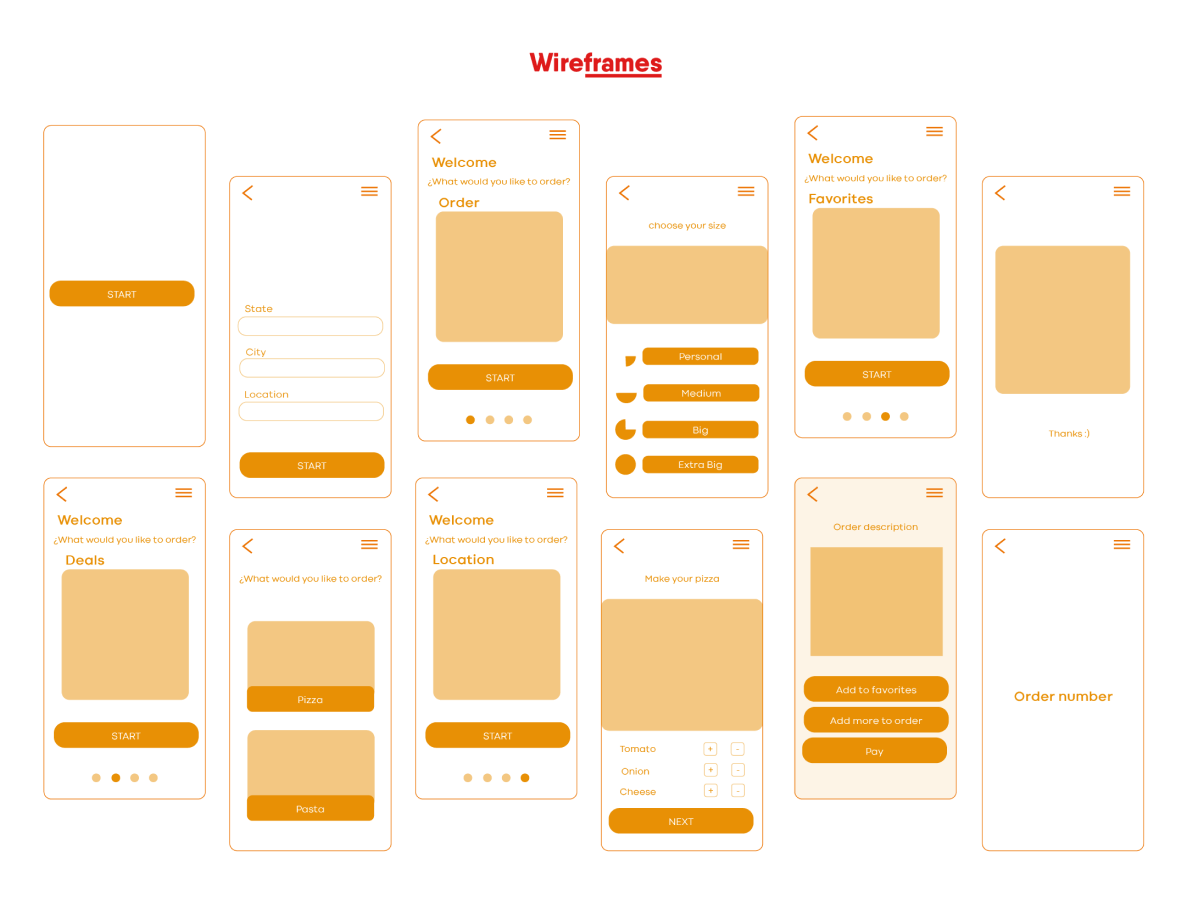 Wireframes
START
State
City
Location
START
Welcome
¿What would you like to order?
Order
START
choose your size
Personal
Medium
Big
Extra Big
Welcome
¿What would you like to order?
Favorites
START
Thanks :)
Welcome
¿What would you like to order?
Deals
START
¿What would you like to order?
Pizza
Pasta
Welcome
¿What would you like to order?
Location
START
Make your pizza
Tomato + -
Onion + -
Cheese + -
NEXT
Order description
Add to favorites
Add more to order
Pay
Order number